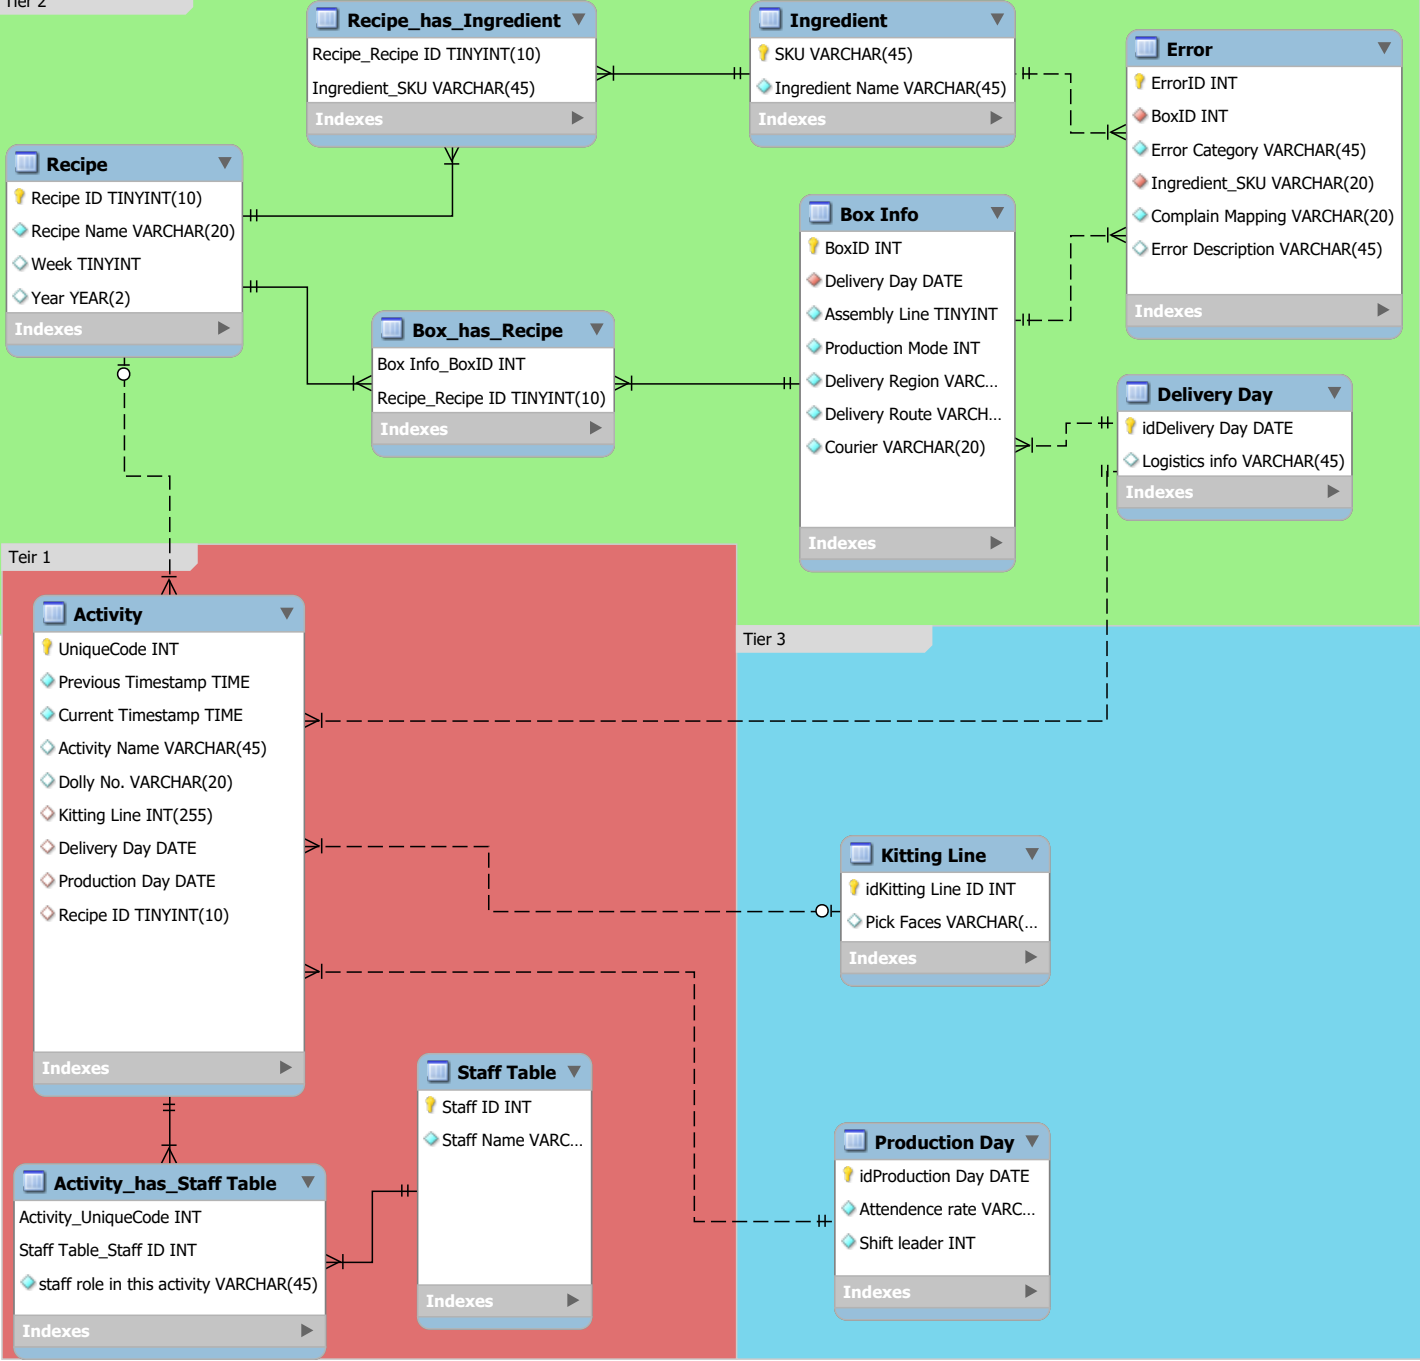 Tier 2
Recipe_has_Ingredient
Recipe_Recipe ID TINYINT(10)
Ingredient_SKU VARCHAR(45)
Indexes
Ingredient
SKU VARCHAR(45)
Ingredient Name VARCHAR(45)
Indexes
Error
ErrorID INT
BoxID INT
Error Category VARCHAR(45)
Ingredient_SKU VARCHAR(20)
Complain Mapping VARCHAR(20)
Error Description VARCHAR(45)
Indexes
Recipe
Recipe ID TINYINT(10)
Recipe Name VARCHAR(20)
Week TINYINT
Year YEAR(2)
Indexes
Box_has_Recipe
Box Info_BoxID INT
Recipe_Recipe ID TINYINT(10)
Indexes
Box Info
BoxID INT
Delivery Day DATE
Assembly Line TINYINT
Production Mode INT
Delivery Region VARC...
Delivery Route VARCH...
Courier VARCHAR(20)
Indexes
Delivery Day
idDelivery Day DATE
Logistics info VARCHAR(45)
Indexes
Teir 1
Activity
UniqueCode INT
Previous Timestamp TIME
Current Timestamp TIME
Activity Name VARCHAR(45)
Dolly No. VARCHAR(20)
Kitting Line INT(255)
Delivery Day DATE
Production Day DATE
Recipe ID TINYINT(10)
Indexes
Staff Table
Staff ID INT
Staff Name VARC...
Indexes
Activity_has_Staff Table
Activity_UniqueCode INT
Staff Table_Staff ID INT
staff role in this activity VARCHAR(45)
Indexes
Tier 3
Kitting Line
idKitting Line ID INT
Pick Faces VARCHAR(...
Indexes
Production Day
idProduction Day DATE
Attendence rate VARC...
Shift leader INT
Indexes